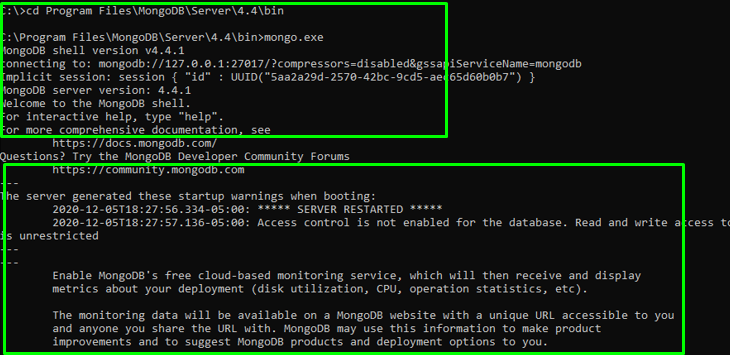 C:\>cd Program Files\MongoDB\Server\4.4\bin
C:\Program Files\MongoDB\Server\4.4\bin>mongo.exe
MongoDB shell version v4.4.1
connecting to: mongodb://127.0.0.1:27017/?compressors=disabled&gssapiServiceName=mongodb
Implicit session: session { "id" : UUID("5aa2a29d-2570-42bc-9cd5-aec65d60b0b7") }
MongoDB server version: 4.4.1
Welcome to the MongoDB shell.
For interactive help, type "help".
For more comprehensive documentation, see
https://docs.mongodb.com/
Questions? Try the MongoDB Developer Community Forums
https://community.mongodb.com
---
The server generated these startup warnings when booting:
2020-12-05T18:27:56.334-05:00: ***** SERVER RESTARTED *****
2020-12-05T18:27:57.136-05:00: Access control is not enabled for the database. Read and write access to
is unrestricted
---
---
Enable MongoDB's free cloud-based monitoring service, which will then receive and display
metrics about your deployment (disk utilization, CPU, operation statistics, etc).
The monitoring data will be available on a MongoDB website with a unique URL accessible to you
and anyone you share the URL with. MongoDB may use this information to make product
improvements and to suggest MongoDB products and deployment options to you.